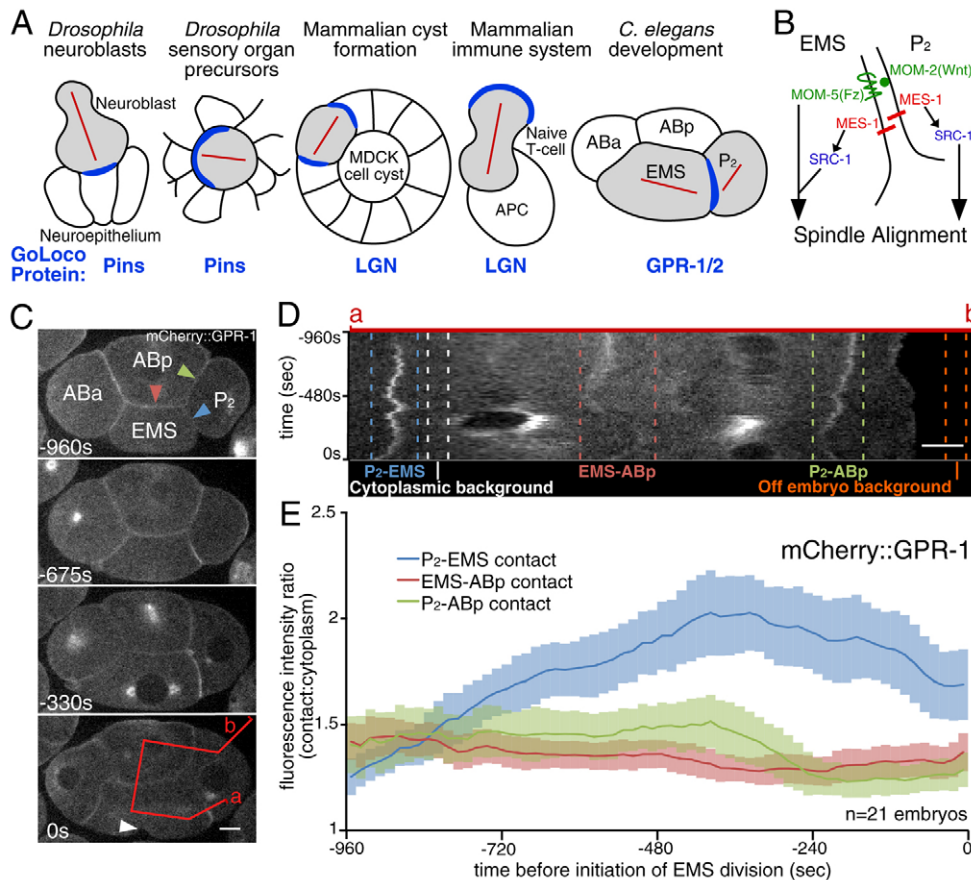 A
Drosophila neuroblasts
Drosophila sensory organ precursors
Mammalian cyst formation
Mammalian immune system
C. elegans development
Neuroblast
Neuroepithelium
MDCK cell cyst
Naive T-cell
APC
ABa
ABp
EMS
P2
GoLoco Protein:
Pins
Pins
LGN
LGN
GPR-1/2
B
EMS
P2
MOM-2(Wnt)
MOM-5(Fz)
MES-1
MES-1
SRC-1
SRC-1
Spindle Alignment
C
mCherry::GPR-1
ABp
ABa
P2
EMS
-960s
-675s
-330s
b
a
0s
D
a
b
time (sec)
-960s
-480s
0s
P2-EMS
EMS-ABp
P2-ABp
Cytoplasmic background
Off embryo background
E
mCherry::GPR-1
P2-EMS contact
EMS-ABp contact
P2-ABp contact
fluorescence intensity ratio
(contact:cytoplasm)
2.5
2
1.5
1
n=21 embryos
-960
-720
-480
-240
0
time before initiation of EMS division (sec)